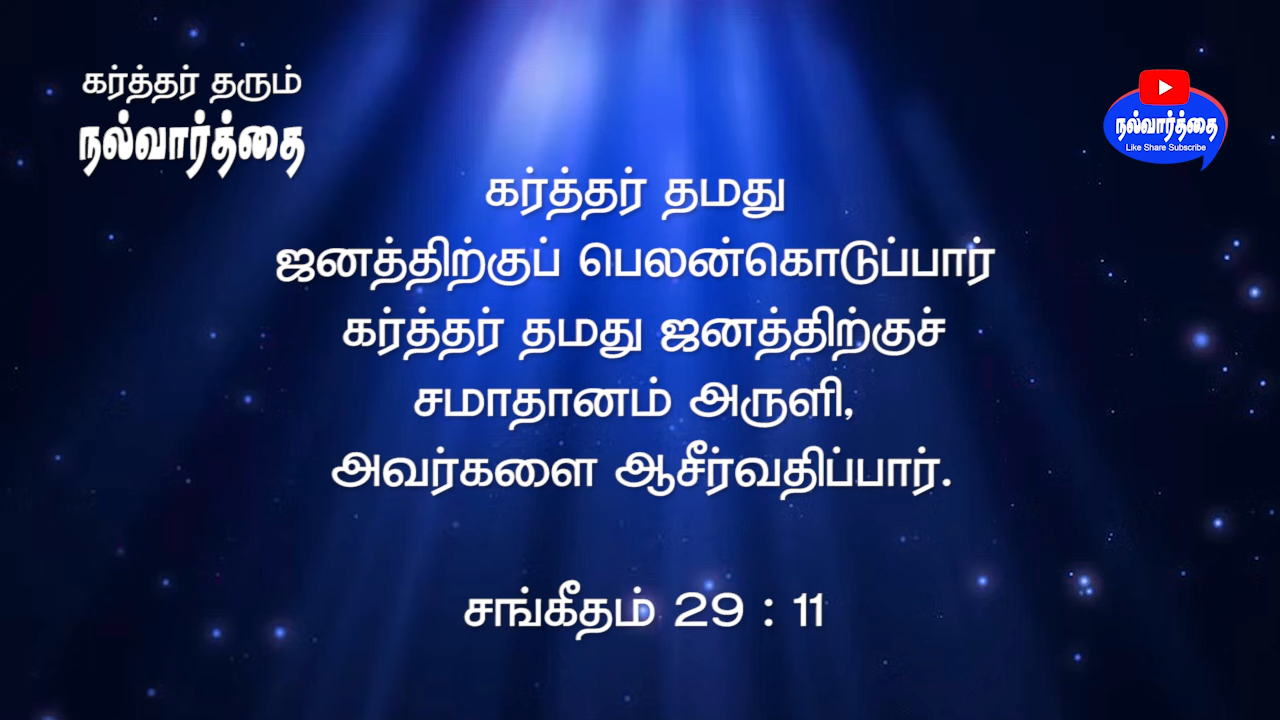 கர்த்தர் தரும்
நல்வார்த்தை
நல்வார்த்தை
Like Share Subscribe
கர்த்தர் தமது
ஜனத்திற்குப் பெலன்கொடுப்பார்
கர்த்தர் தமது ஜனத்திற்குச்
சமாதானம் அருளி,
அவர்களை ஆசீர்வதிப்பார்.
சங்கீதம் 29 : 11